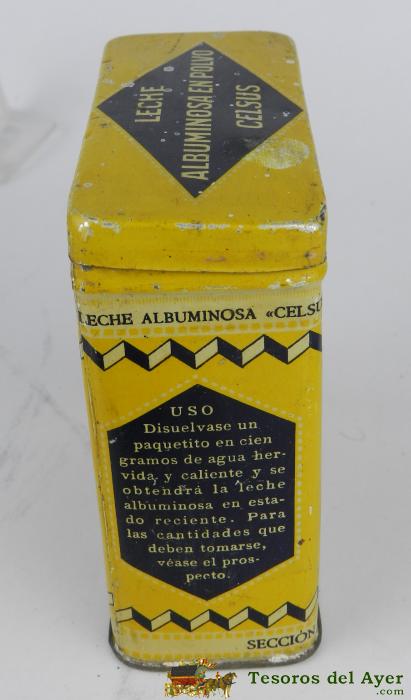 LECHE
ALBUMINOSA EN POLVO
CELSUS
LECHE ALBUMINOSA «CELSU
USO
Disuelvase un
paquetito en cien
gramos de agua her-
vida y caliente y se
obtendrá la leche
albuminosa en esta-
do reciente. Para
las cantidades que
deben tomarse,
véase el pros-
pecto.
SECCIÓN
Tesoros del Ayer
.com